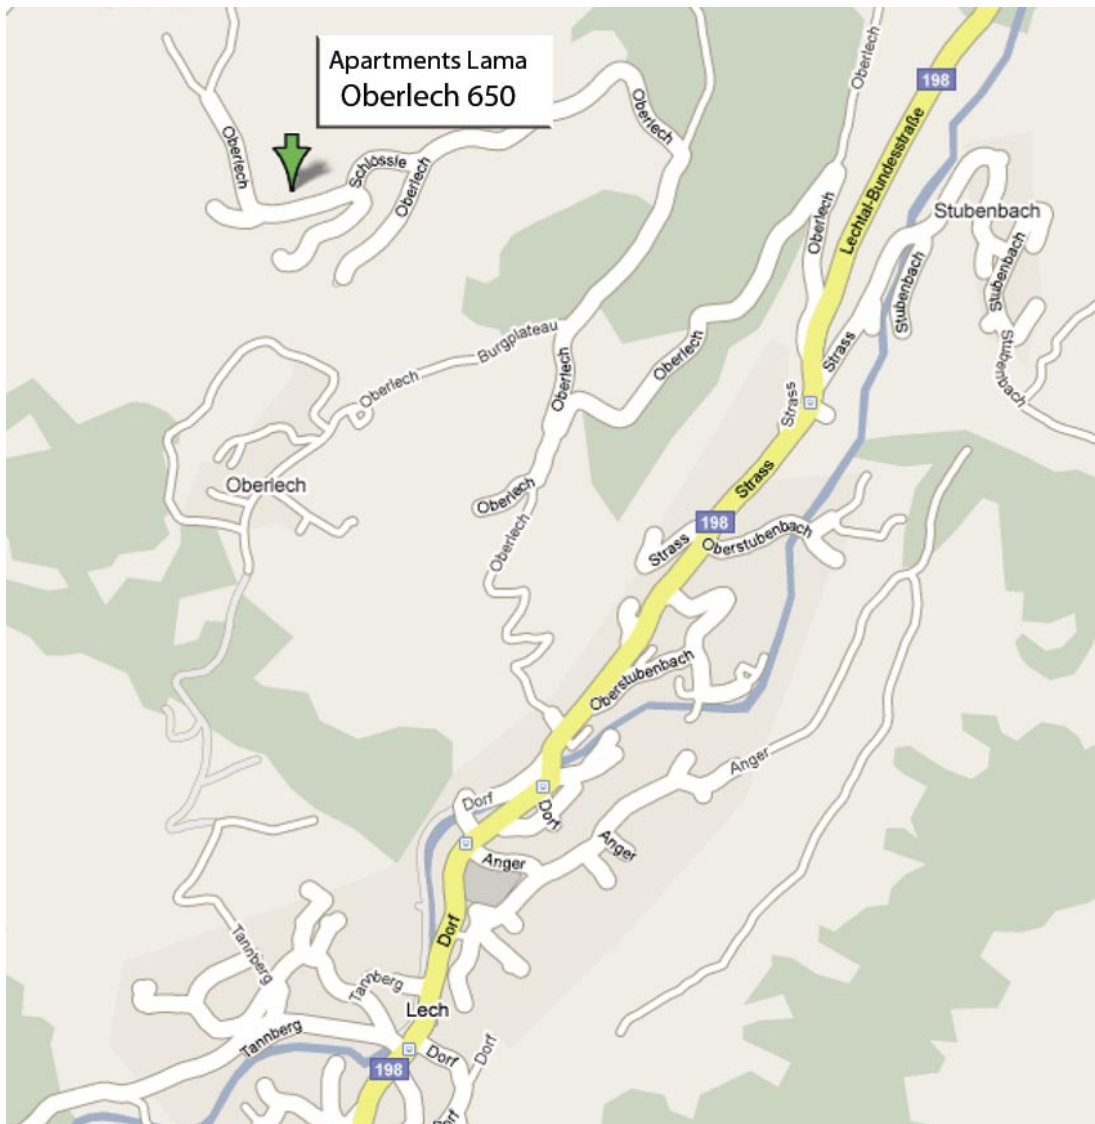 Apartments Lama
Oberlech 650
Oberlech
198
Oberlech
Oberlech
Schlössle
Oberlech
Lechtal-Bundesstraße
Oberlech
Stubenbach
Stubenbach
Stubenbach
Burgplateau
Oberlech
Oberlech
Oberlech
Strass
Stubenbach
Oberlech
Strass
Oberlech
Strass
Oberlech
198
Oberlech
Strass
Oberstubenbach
Oberstubenbach
Anger
Dorf
Dorf
Anger
Anger
Dorf
Tannberg
Tannberg
Lech
Tannberg
Dorf
Dorf
198
Dorf